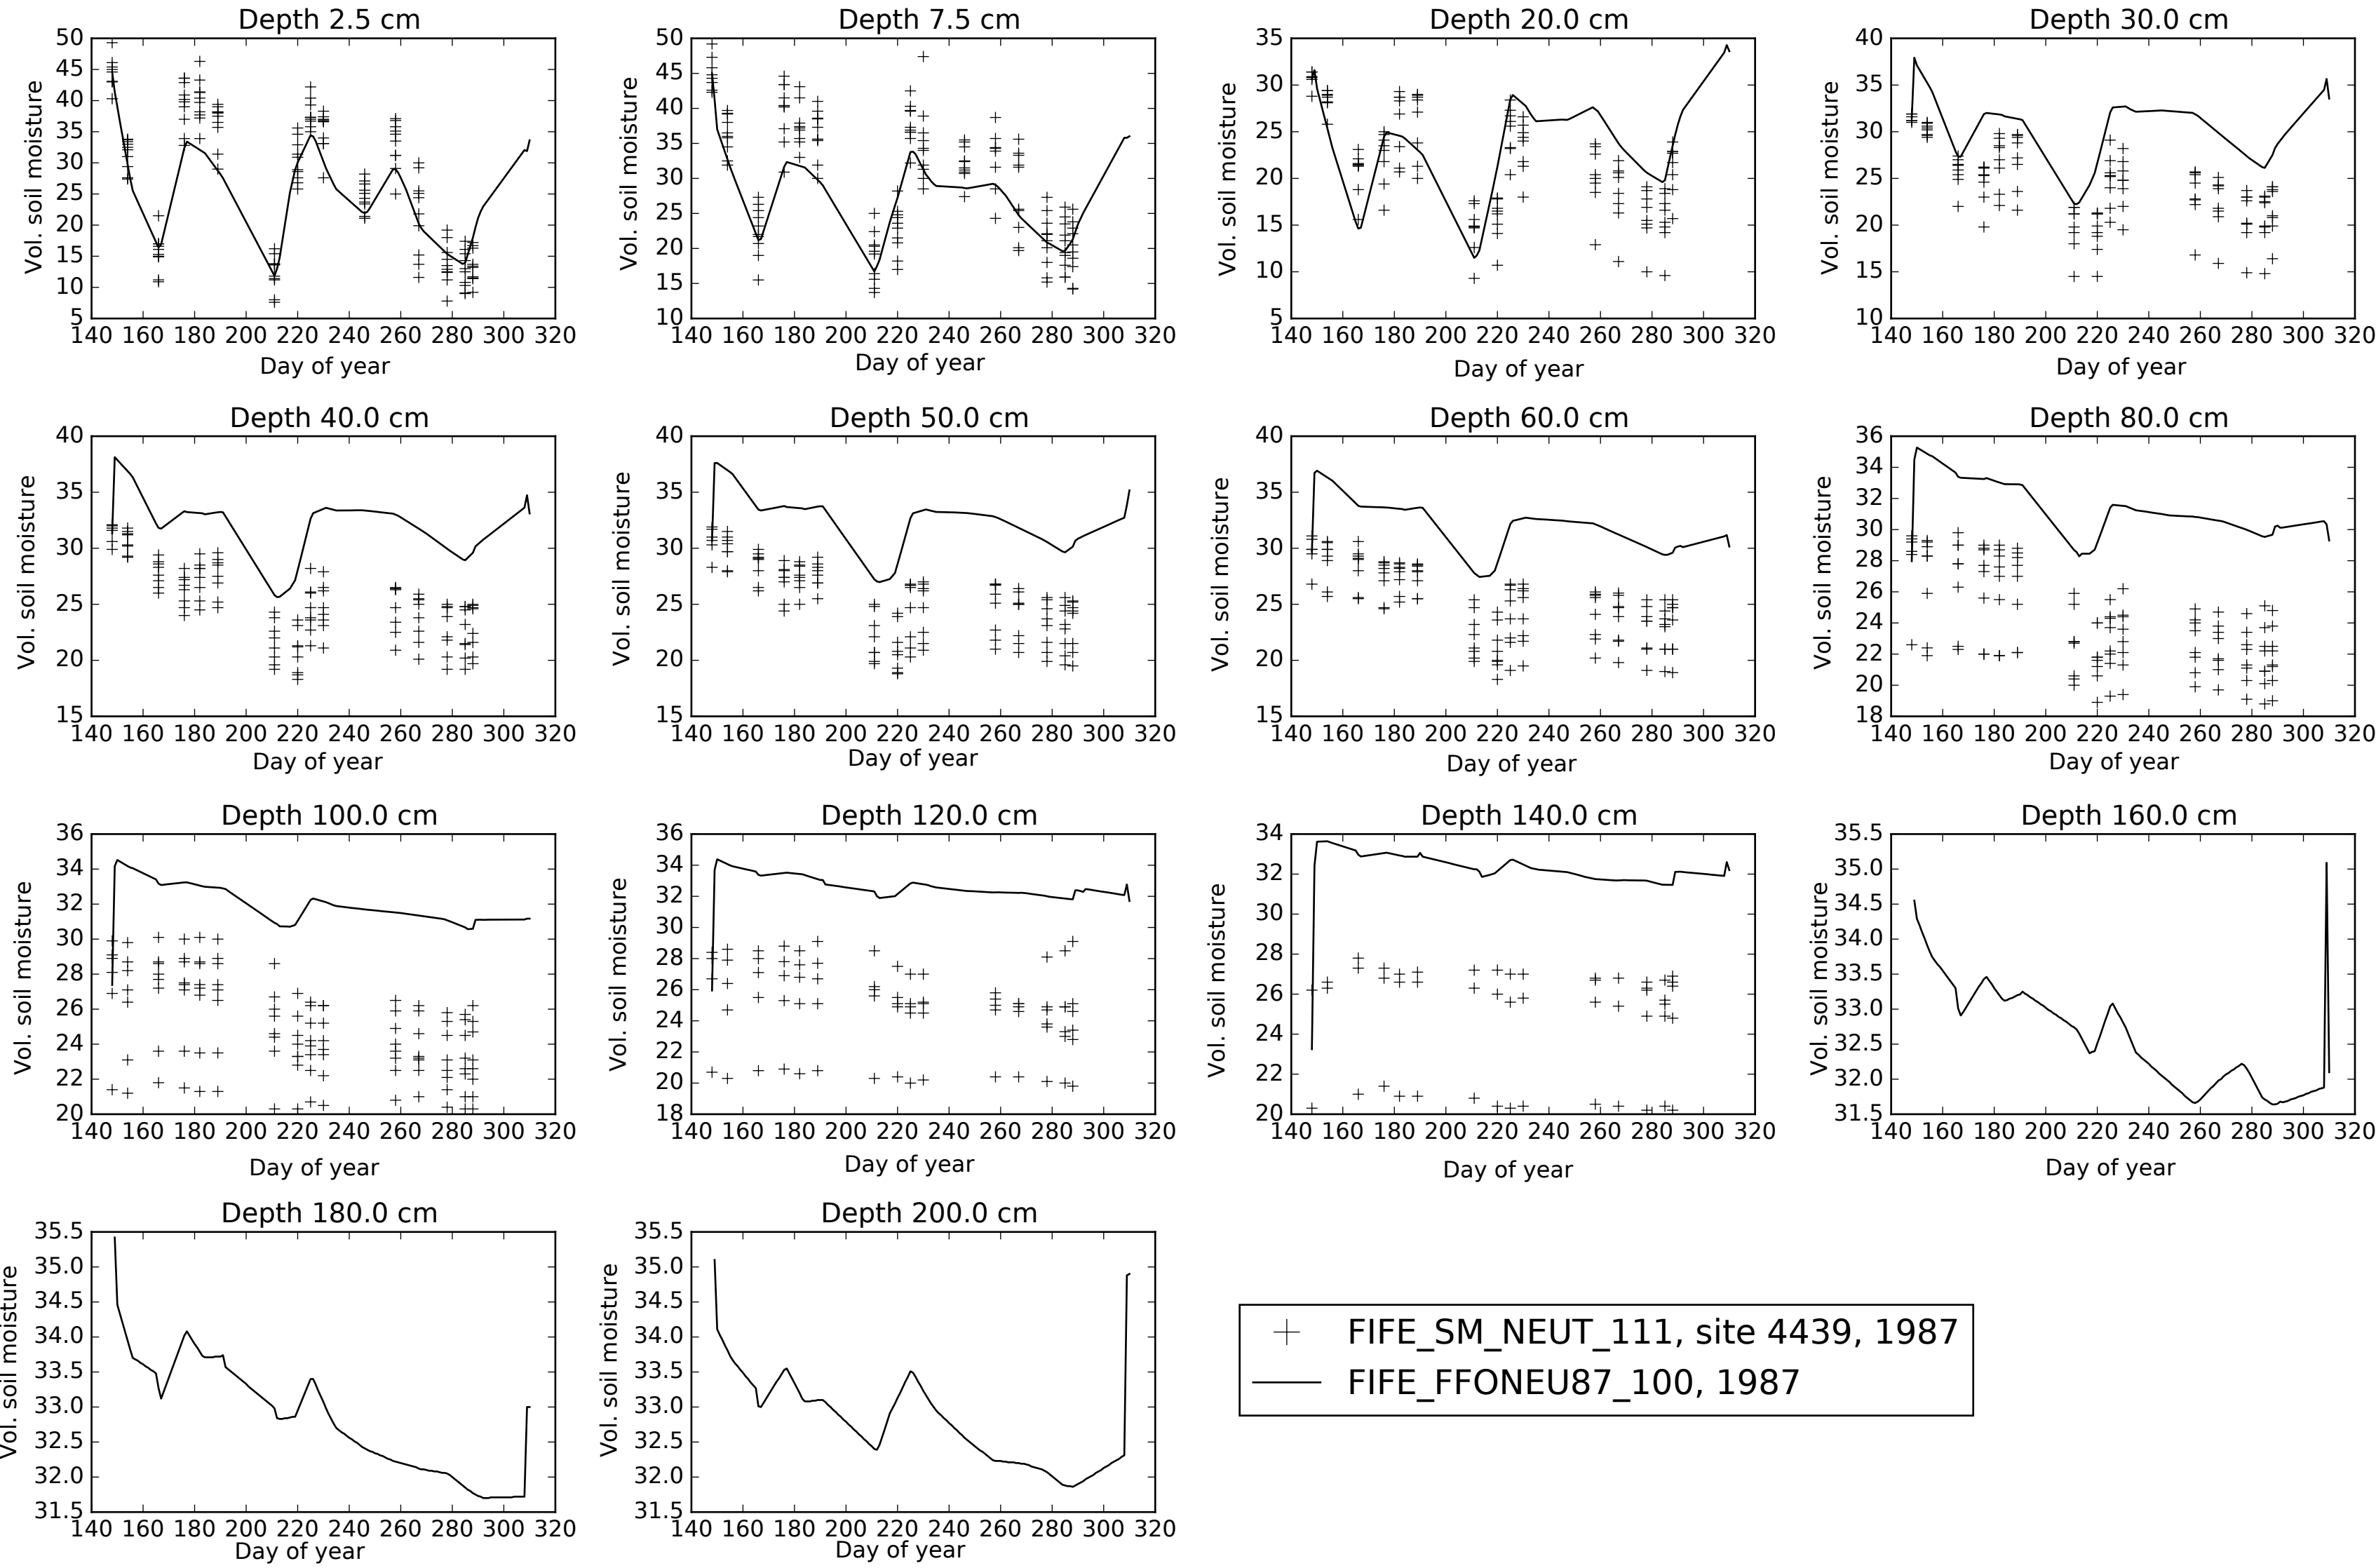 Depth 2.5 cm
50
45
40
35
30
25
20
15
10
5
140 160 180 200 220 240 260 280 300 320
Vol. soil moisture
Day of year
Depth 7.5 cm
50
45
40
35
30
25
20
15
10
140 160 180 200 220 240 260 280 300 320
Vol. soil moisture
Day of year
Depth 20.0 cm
35
30
25
20
15
10
5
140 160 180 200 220 240 260 280 300 320
Vol. soil moisture
Day of year
Depth 30.0 cm
40
35
30
25
20
15
10
140 160 180 200 220 240 260 280 300 320
Vol. soil moisture
Day of year
Depth 40.0 cm
40
35
30
25
20
15
140 160 180 200 220 240 260 280 300 320
Vol. soil moisture
Day of year
Depth 50.0 cm
40
35
30
25
20
15
140 160 180 200 220 240 260 280 300 320
Vol. soil moisture
Day of year
Depth 60.0 cm
40
35
30
25
20
15
140 160 180 200 220 240 260 280 300 320
Vol. soil moisture
Day of year
Depth 80.0 cm
36
34
32
30
28
26
24
22
20
18
140 160 180 200 220 240 260 280 300 320
Vol. soil moisture
Day of year
Depth 100.0 cm
36
34
32
30
28
26
24
22
20
140 160 180 200 220 240 260 280 300 320
Vol. soil moisture
Day of year
Depth 120.0 cm
36
34
32
30
28
26
24
22
20
18
140 160 180 200 220 240 260 280 300 320
Vol. soil moisture
Day of year
Depth 140.0 cm
34
32
30
28
26
24
22
20
140 160 180 200 220 240 260 280 300 320
Vol. soil moisture
Day of year
Depth 160.0 cm
35.5
35.0
34.5
34.0
33.5
33.0
32.5
32.0
31.5
140 160 180 200 220 240 260 280 300 320
Vol. soil moisture
Day of year
Depth 180.0 cm
35.5
35.0
34.5
34.0
33.5
33.0
32.5
32.0
31.5
140 160 180 200 220 240 260 280 300 320
Vol. soil moisture
Day of year
Depth 200.0 cm
35.5
35.0
34.5
34.0
33.5
33.0
32.5
32.0
31.5
140 160 180 200 220 240 260 280 300 320
Vol. soil moisture
Day of year
FIFE_SM_NEUT_111, site 4439, 1987
FIFE_FFONEU87_100, 1987